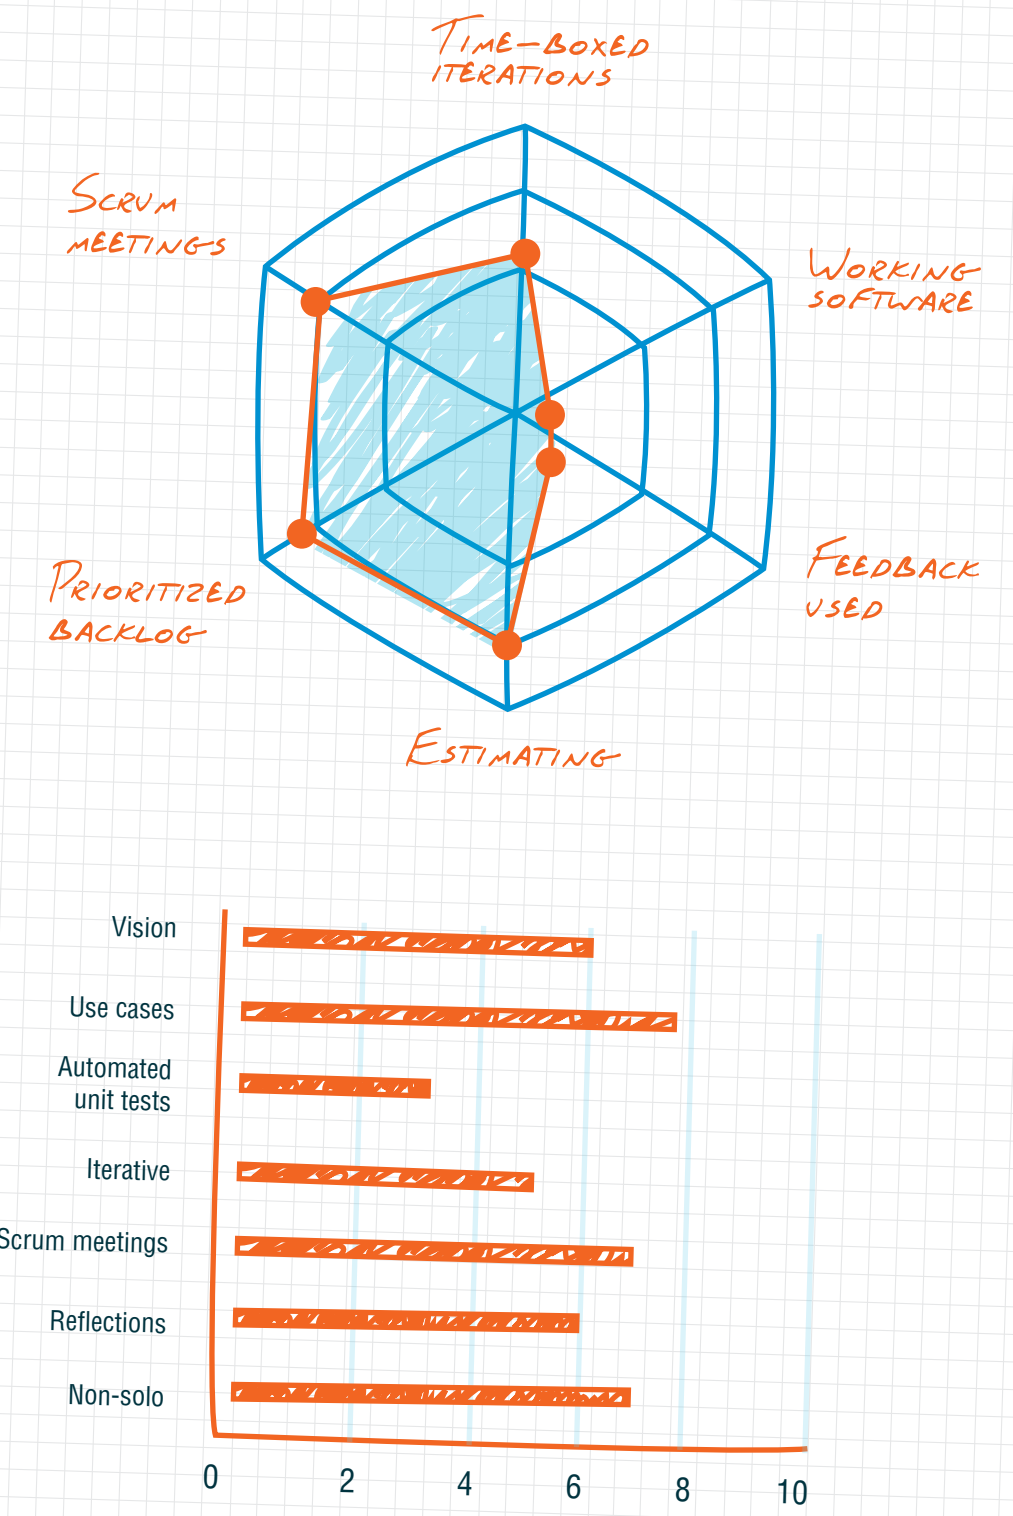 Time-boxed
iterations
Scrum
meetings
Working
software
Prioritized
backlog
Feedback
used
Estimating
Vision
Use cases
Automated
unit tests
Iterative
Scrum meetings
Reflections
Non-solo
0 2 4 6 8 10